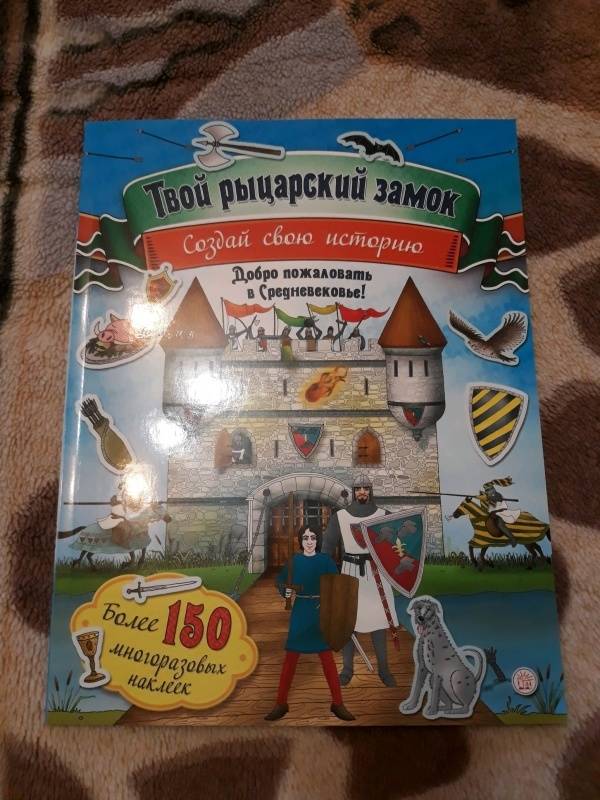 Твой рыцарский замок
Создай свою историю
Добро пожаловать
в Средневековье!
Более 150
многоразовых
наклеек